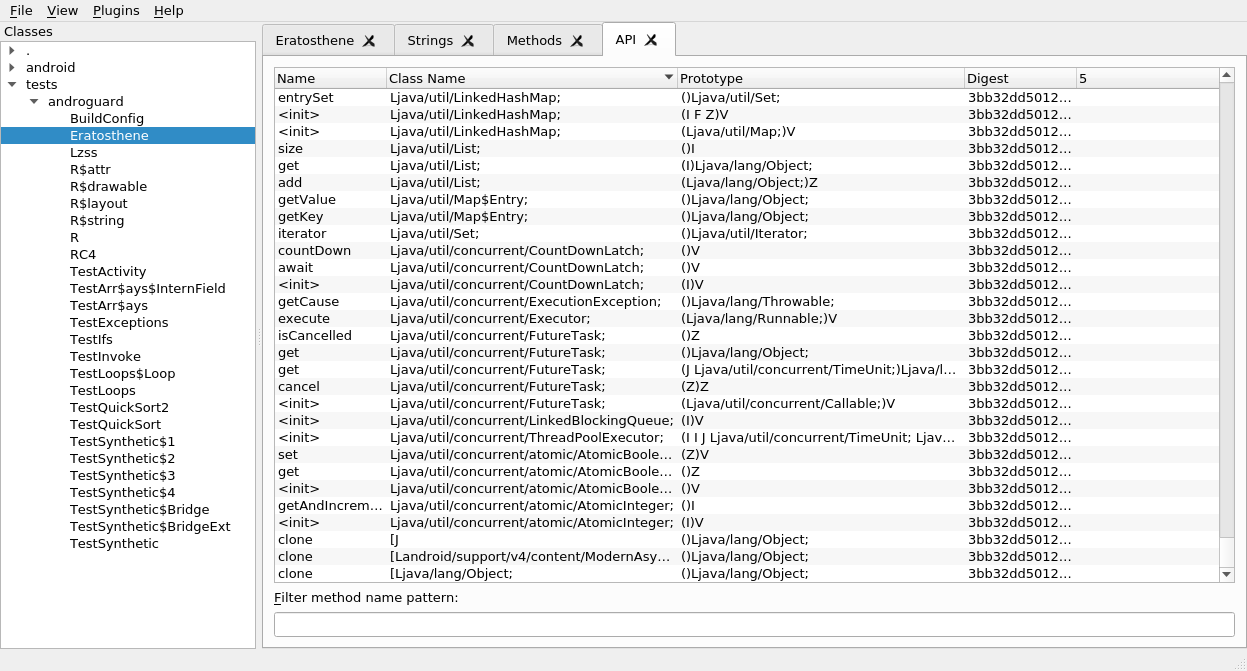 File View Plugins Help
Classes
.
android
tests
androguard
BuildConfig
Eratosthene
Lzss
R$attr
R$drawable
R$layout
R$string
R
RC4
TestActivity
TestArr$ays$InternField
TestArr$ays
TestExceptions
TestIfs
TestInvoke
TestLoops$Loop
TestLoops
TestQuickSort2
TestQuickSort
TestSynthetic$1
TestSynthetic$2
TestSynthetic$3
TestSynthetic$4
TestSynthetic$Bridge
TestSynthetic$BridgeExt
TestSynthetic
Eratosthene Strings Methods API
Name Class Name Prototype Digest 5
entrySet Ljava/util/LinkedHashMap; ()Ljava/util/Set; 3bb32dd5012...
<init> Ljava/util/LinkedHashMap; (I F Z)V 3bb32dd5012...
<init> Ljava/util/LinkedHashMap; (Ljava/util/Map;)V 3bb32dd5012...
size Ljava/util/List; ()I 3bb32dd5012...
get Ljava/util/List; (I)Ljava/lang/Object; 3bb32dd5012...
add Ljava/util/List; (Ljava/lang/Object;)Z 3bb32dd5012...
getValue Ljava/util/Map$Entry; ()Ljava/lang/Object; 3bb32dd5012...
getKey Ljava/util/Map$Entry; ()Ljava/lang/Object; 3bb32dd5012...
iterator Ljava/util/Set; ()Ljava/util/Iterator; 3bb32dd5012...
countDown Ljava/util/concurrent/CountDownLatch; ()V 3bb32dd5012...
await Ljava/util/concurrent/CountDownLatch; ()V 3bb32dd5012...
<init> Ljava/util/concurrent/CountDownLatch; (I)V 3bb32dd5012...
getCause Ljava/util/concurrent/ExecutionException; ()Ljava/lang/Throwable; 3bb32dd5012...
execute Ljava/util/concurrent/Executor; (Ljava/lang/Runnable;)V 3bb32dd5012...
isCancelled Ljava/util/concurrent/FutureTask; ()Z 3bb32dd5012...
get Ljava/util/concurrent/FutureTask; ()Ljava/lang/Object; 3bb32dd5012...
get Ljava/util/concurrent/FutureTask; (J Ljava/util/concurrent/TimeUnit;)Ljava/l... 3bb32dd5012...
cancel Ljava/util/concurrent/FutureTask; (Z)Z 3bb32dd5012...
<init> Ljava/util/concurrent/FutureTask; (Ljava/util/concurrent/Callable;)V 3bb32dd5012...
<init> Ljava/util/concurrent/LinkedBlockingQueue; (I)V 3bb32dd5012...
<init> Ljava/util/concurrent/ThreadPoolExecutor; (I I J Ljava/util/concurrent/TimeUnit; Ljav... 3bb32dd5012...
set Ljava/util/concurrent/atomic/AtomicBoole... (Z)V 3bb32dd5012...
get Ljava/util/concurrent/atomic/AtomicBoole... ()Z 3bb32dd5012...
<init> Ljava/util/concurrent/atomic/AtomicBoole... ()V 3bb32dd5012...
getAndIncrem... Ljava/util/concurrent/atomic/AtomicInteger; ()I 3bb32dd5012...
<init> Ljava/util/concurrent/atomic/AtomicInteger; (I)V 3bb32dd5012...
clone [J ()Ljava/lang/Object; 3bb32dd5012...
clone [Landroid/support/v4/content/ModernAsy... ()Ljava/lang/Object; 3bb32dd5012...
clone [Ljava/lang/Object; ()Ljava/lang/Object; 3bb32dd5012...
Filter method name pattern: